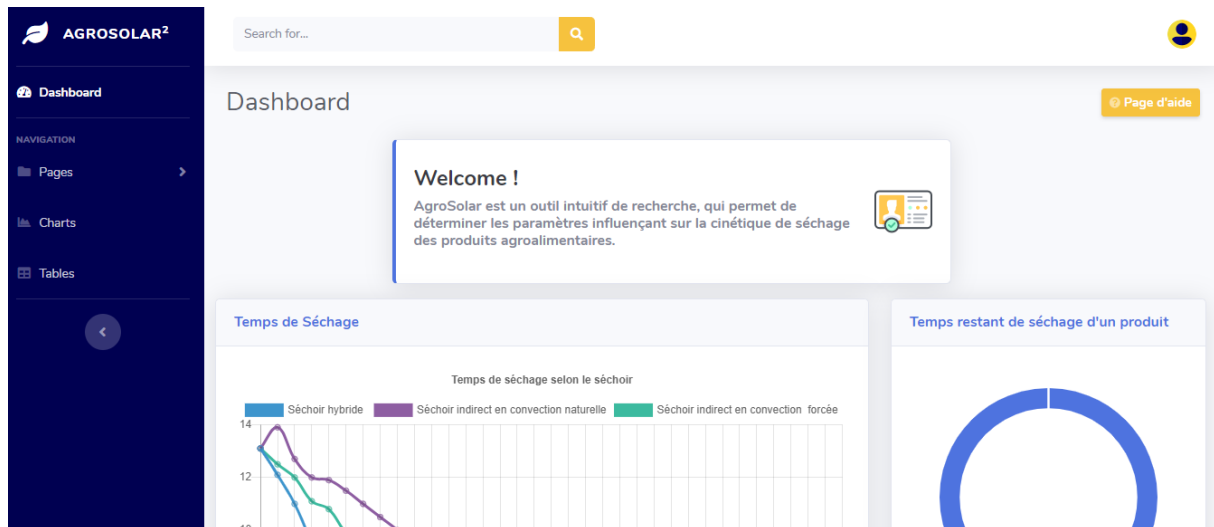 AGROSOLAR²
Search for...
Dashboard
Dashboard
Page d'aide
NAVIGATION
Pages
Charts
Tables
Welcome !
AgroSolar est un outil intuitif de recherche, qui permet de
déterminer les paramètres influençant sur la cinétique de séchage
des produits agroalimentaires.
Temps de Séchage
Temps restant de séchage d'un produit
Temps de séchage selon le séchoir
Séchoir hybride
Séchoir indirect en convection naturelle
Séchoir indirect en convection forcée
14
12